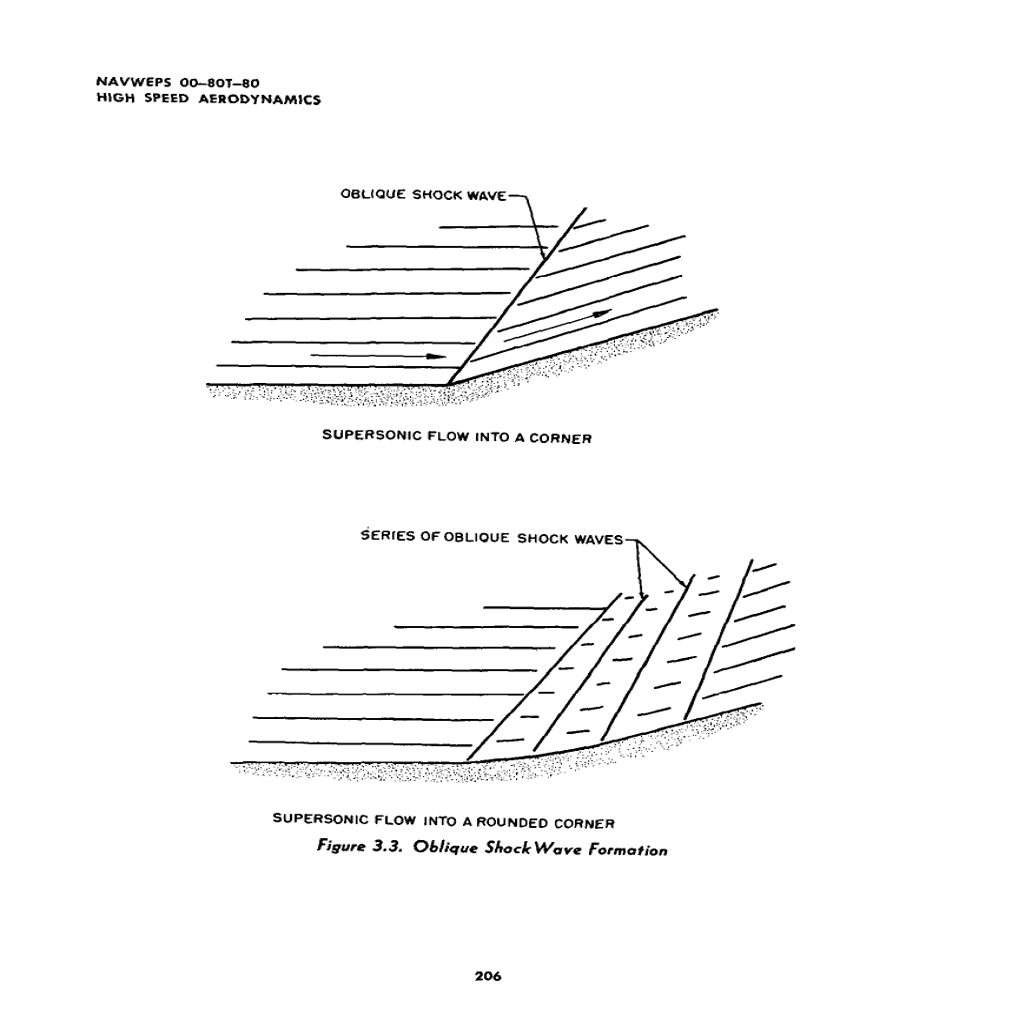 NAVWEPS 00-80T-80
HIGH SPEED AERODYNAMICS
OBLIQUE SHOCK WAVE
SUPERSONIC FLOW INTO A CORNER
SERIES OF OBLIQUE SHOCK WAVES
SUPERSONIC FLOW INTO A ROUNDED CORNER
Figure 3.3. Oblique Shock Wave Formation
206